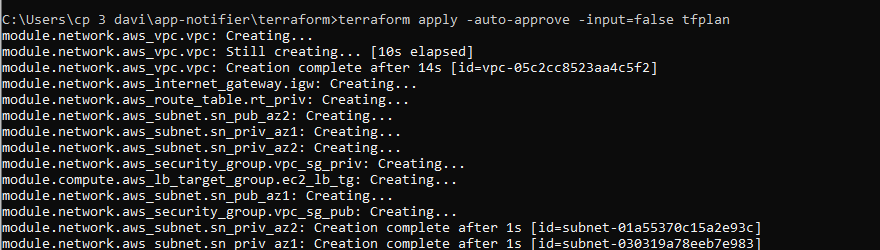 C:\Users\cp 3 davi\app-notifier\terraform>terraform apply -auto-approve -input=false tfplan
module.network.aws_vpc.vpc: Creating...
module.network.aws_vpc.vpc: Still creating... [10s elapsed]
module.network.aws_vpc.vpc: Creation complete after 14s [id=vpc-05c2cc8523aa4c5f2]
module.network.aws_internet_gateway.igw: Creating...
module.network.aws_route_table.rt_priv: Creating...
module.network.aws_subnet.sn_pub_az2: Creating...
module.network.aws_subnet.sn_priv_az1: Creating...
module.network.aws_subnet.sn_priv_az2: Creating...
module.network.aws_security_group.vpc_sg_priv: Creating...
module.compute.aws_lb_target_group.ec2_lb_tg: Creating...
module.network.aws_subnet.sn_pub_az1: Creating...
module.network.aws_security_group.vpc_sg_pub: Creating...
module.network.aws_subnet.sn_priv_az2: Creation complete after 1s [id=subnet-01a55370c15a2e93c]
module.network.aws_subnet.sn_priv_az1: Creation complete after 1s [id=subnet-030319a78eeb7e983]